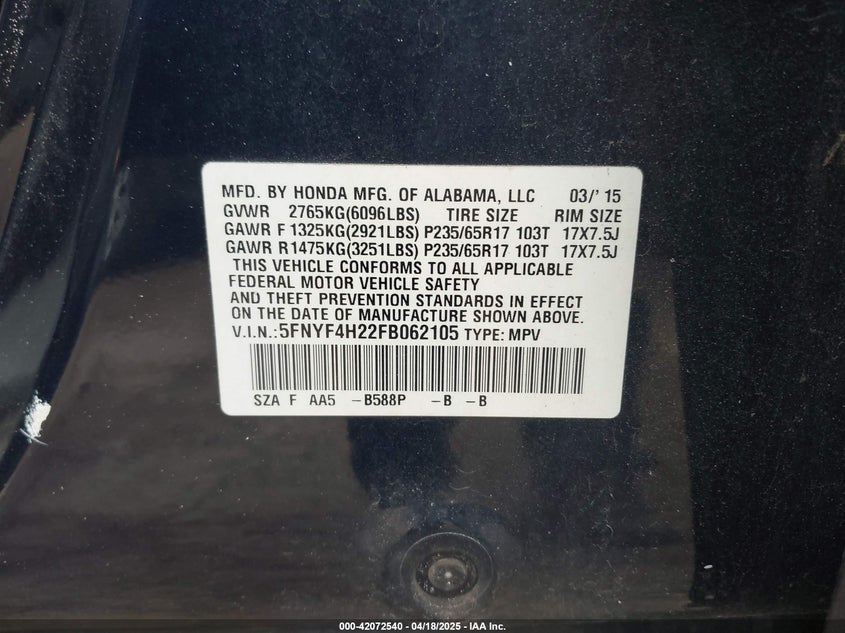 MFD. BY HONDA MFG. OF ALABAMA, LLC 03/' 15
GVWR 2765KG(6096LBS) TIRE SIZE RIM SIZE
GAWR F 1325KG(2921LBS) P235/65R17 103T 17X7.5J
GAWR R1475KG(3251LBS) P235/65R17 103T 17X7.5J
THIS VEHICLE CONFORMS TO ALL APPLICABLE
FEDERAL MOTOR VEHICLE SAFETY
AND THEFT PREVENTION STANDARDS IN EFFECT
ON THE DATE OF MANUFACTURE SHOWN ABOVE.
V.I.N.:5FNYF4H22FB062105 TYPE: MPV
SZA F AA5 -B588P -B -B
000-42072540 - 04/18/2025 - IAA Inc.